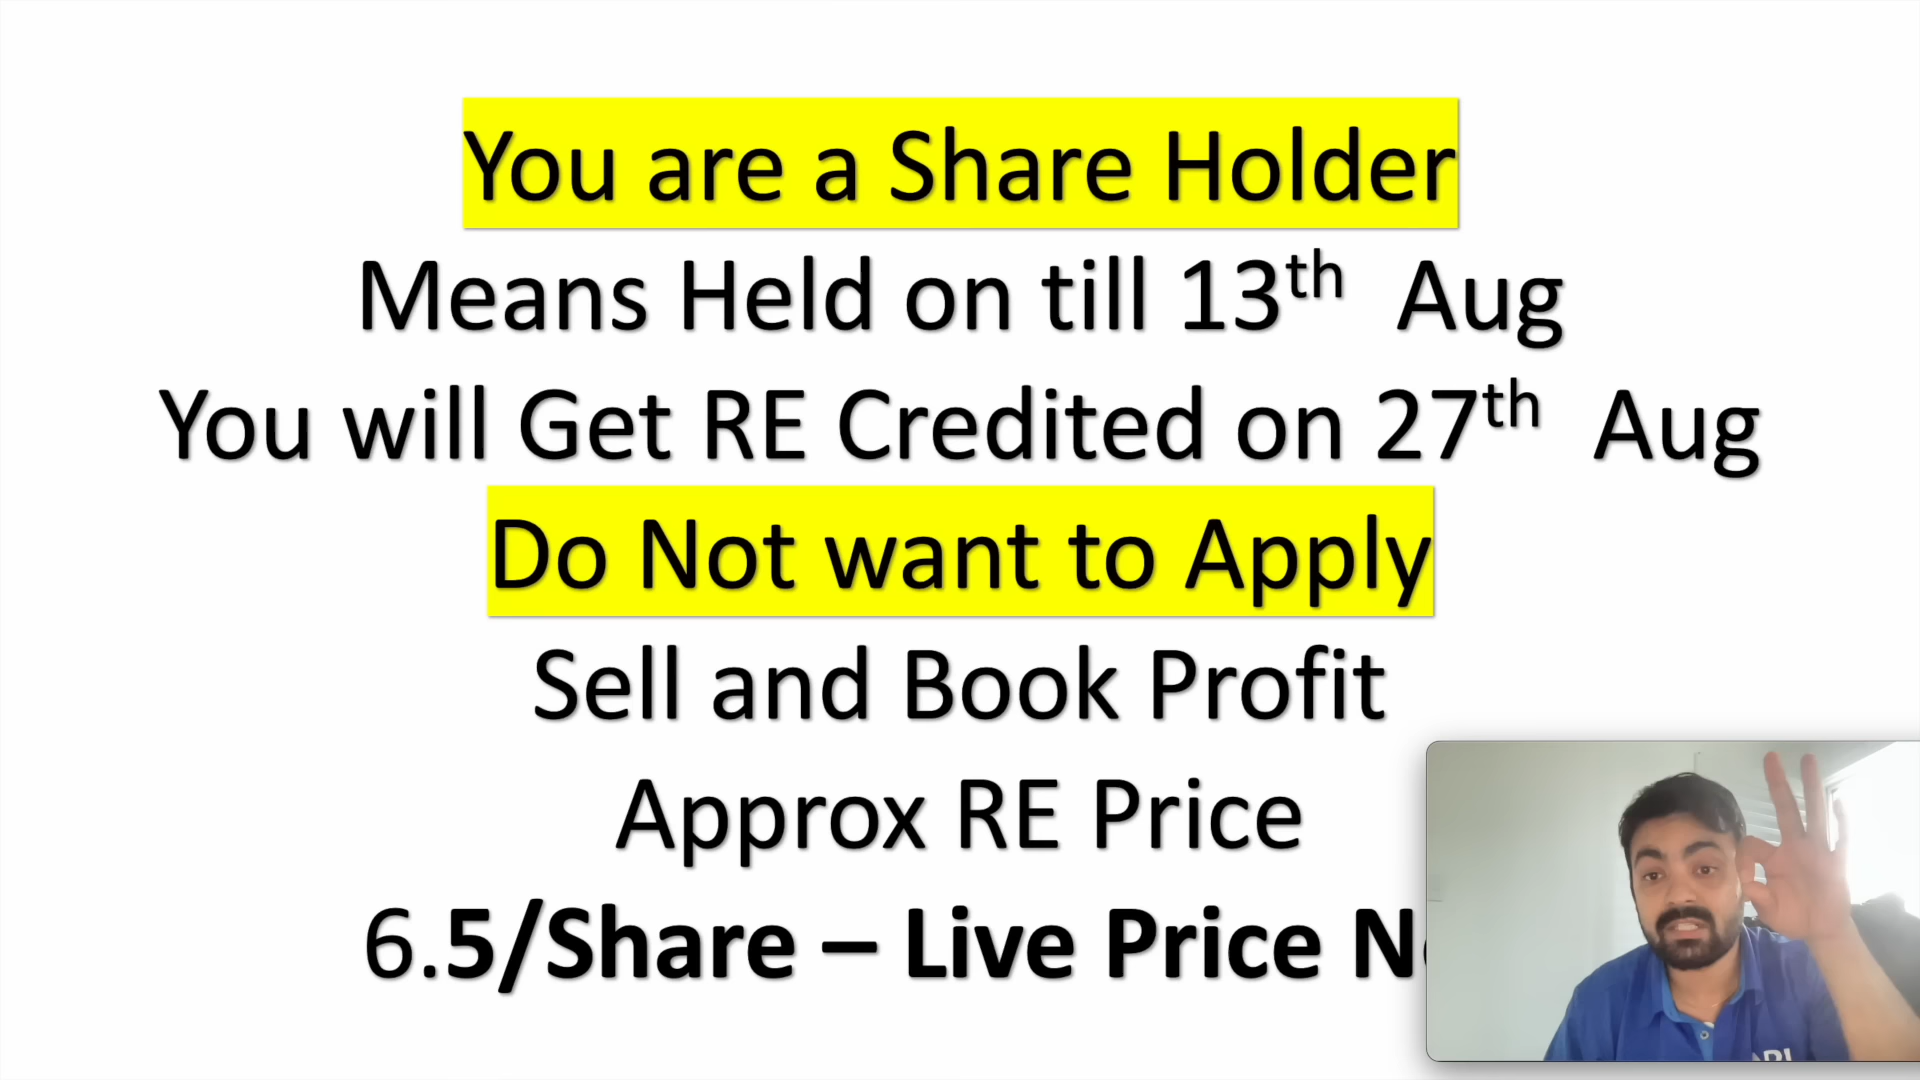 You are a Share Holder
Means Held on till 13th Aug
You will Get RE Credited on 27th Aug
Do Not want to Apply
Sell and Book Profit
Approx RE Price
6.5/Share – Live Price